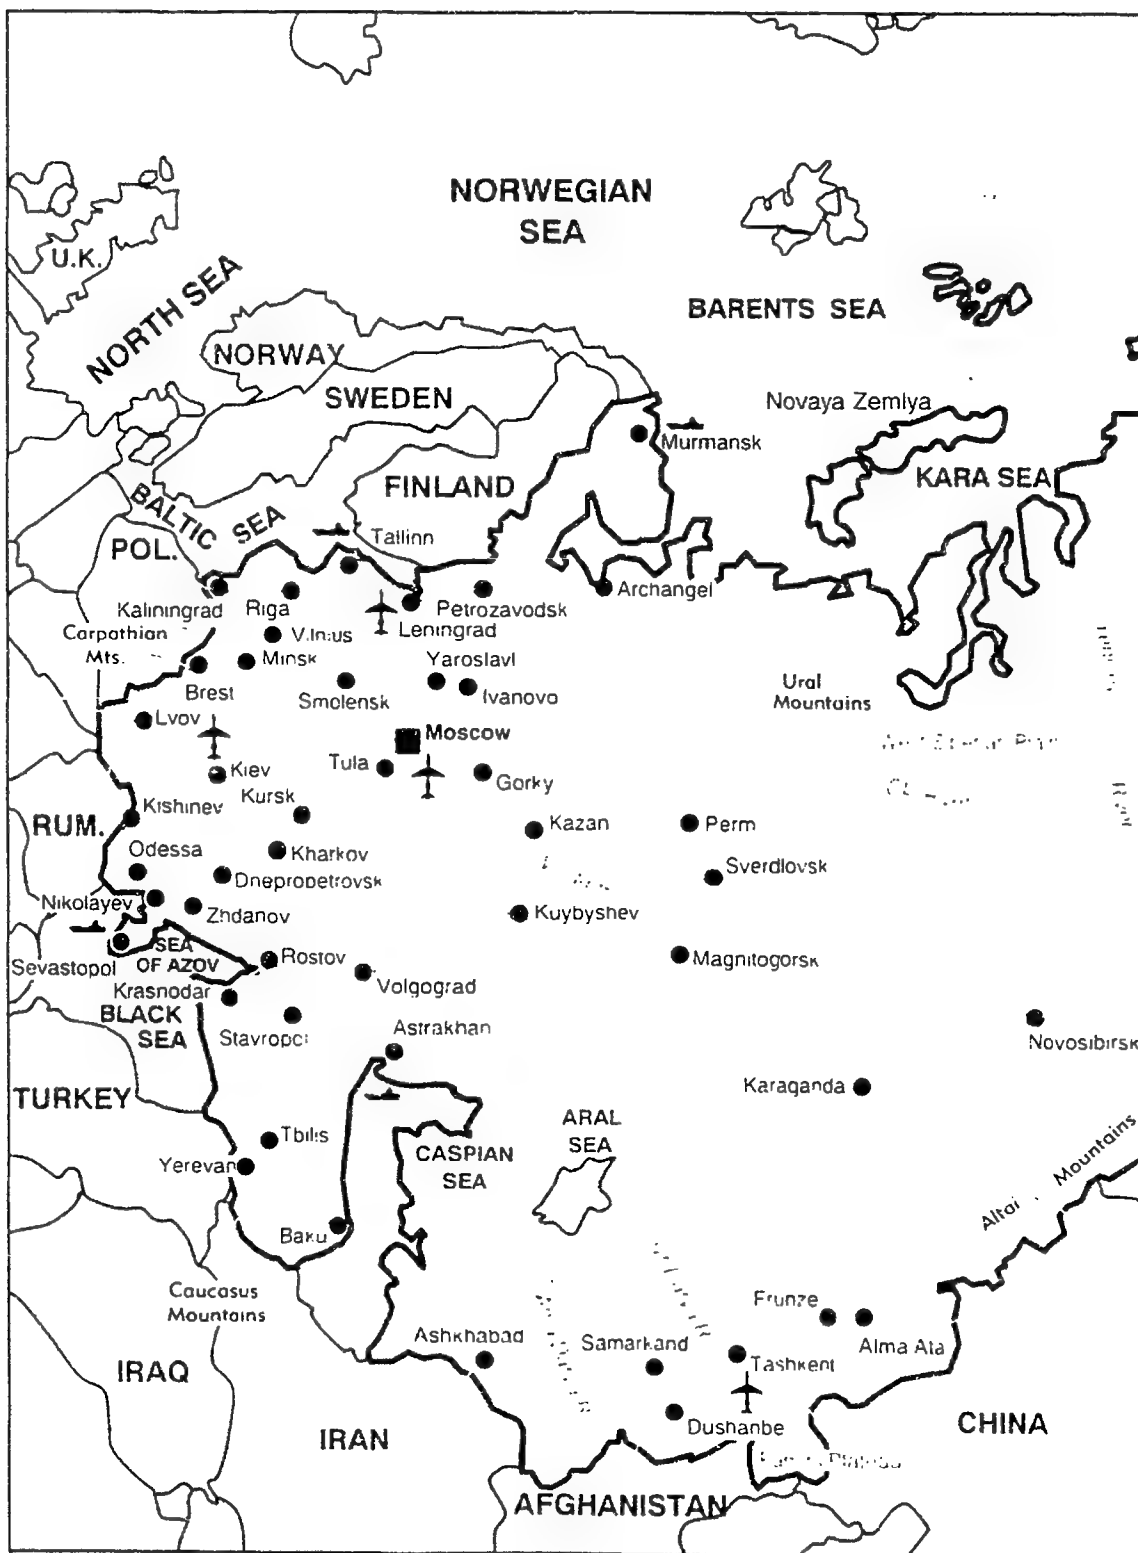 NORWEGIAN
SEA
U.K.
NORTH SEA
BARENTS SEA
NORWAY
SWEDEN
Novaya Zemlya
Murmansk
KARA SEA
FINLAND
BALTIC SEA
Tallinn
POL.
Kaliningrad
Riga
Leningrad
Petrozavodsk
Archangel
Carpathian
Mts.
Minsk
Yaroslavl
Brest
Smolensk
Ivanovo
Ural
Mountains
Lvov
Moscow
Kiev
Tula
Gorky
Kursk
Kishinev
RUM.
Odessa
Kharkov
Kazan
Perm
Dnepropetrovsk
Sverdlovsk
Nikolayev
Zhdanov
Kuybyshev
SEA
OF AZOV
Sevastopol
Rostov
Magnitogorsk
Krasnodar
Volgograd
BLACK
SEA
Stavropol
Astrakhan
Novosibirsk
TURKEY
Karaganda
ARAL
SEA
Tbilis
Yerevan
CASPIAN
SEA
Altai Mountains
Baku
Caucasus
Mountains
Frunze
Ashkhabad
Samarkand
Tashkent
Alma Ata
IRAQ
IRAN
Dushanbe
CHINA
AFGHANISTAN